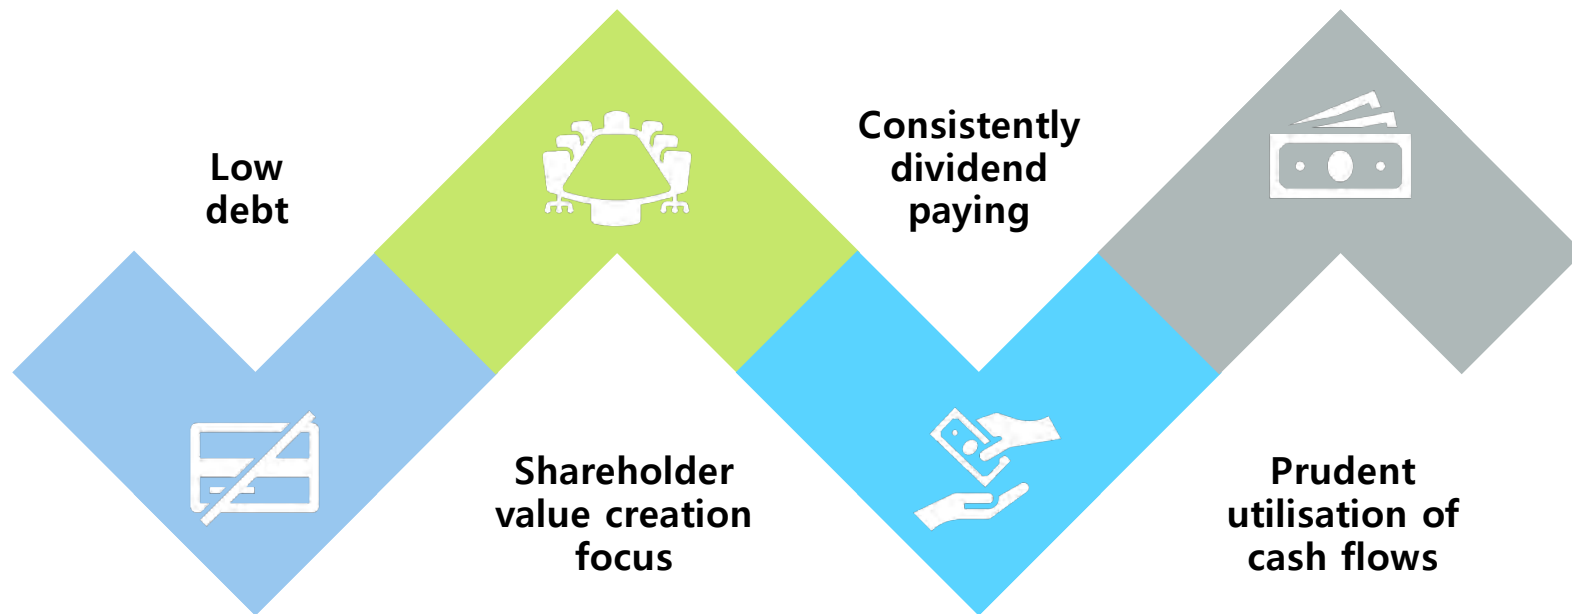 Low
debt
Shareholder
value creation
focus
Consistently
dividend
paying
Prudent
utilisation of
cash flows